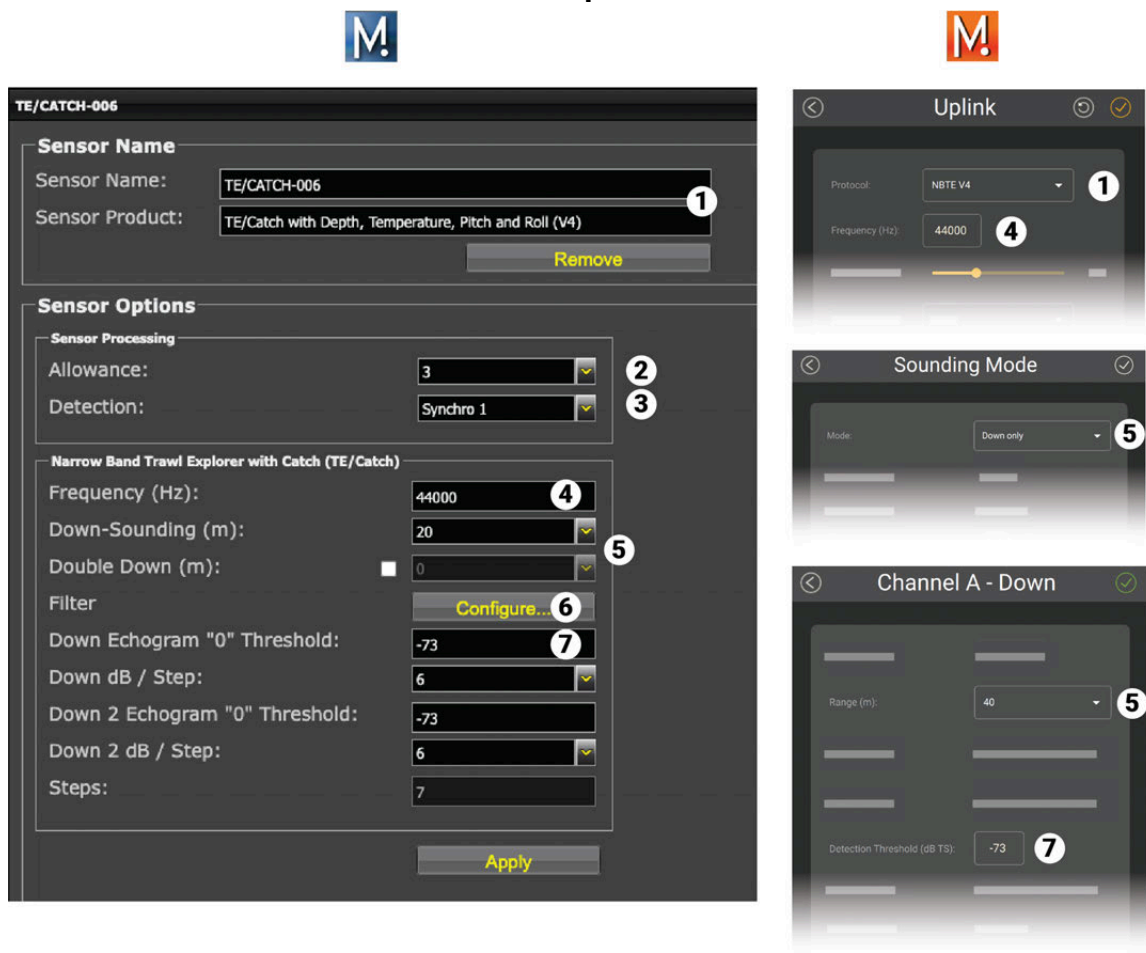 M!
M!
TE/CATCH-006
Sensor Name
Sensor Name: TE/CATCH-006
Sensor Product: TE/Catch with Depth, Temperature, Pitch and Roll (V4) 1
Remove
Sensor Options
Sensor Processing
Allowance: 3 2
Detection: Synchro 1 3
Narrow Band Trawl Explorer with Catch (TE/Catch)
Frequency (Hz): 44000 4
Down-Sounding (m): 20
5
Double Down (m): 0
Filter Configure... 6
Down Echogram "0" Threshold: -73 7
Down dB / Step: 6
Down 2 Echogram "0" Threshold: -73
Down 2 dB / Step: 6
Steps: 7
Apply
Uplink
Protocol: NBTE V4 1
Frequency (Hz): 44000 4
Sounding Mode
Mode: Down only 5
Channel A - Down
Range (m): 40 5
Detection Threshold (dB TS): -73 7